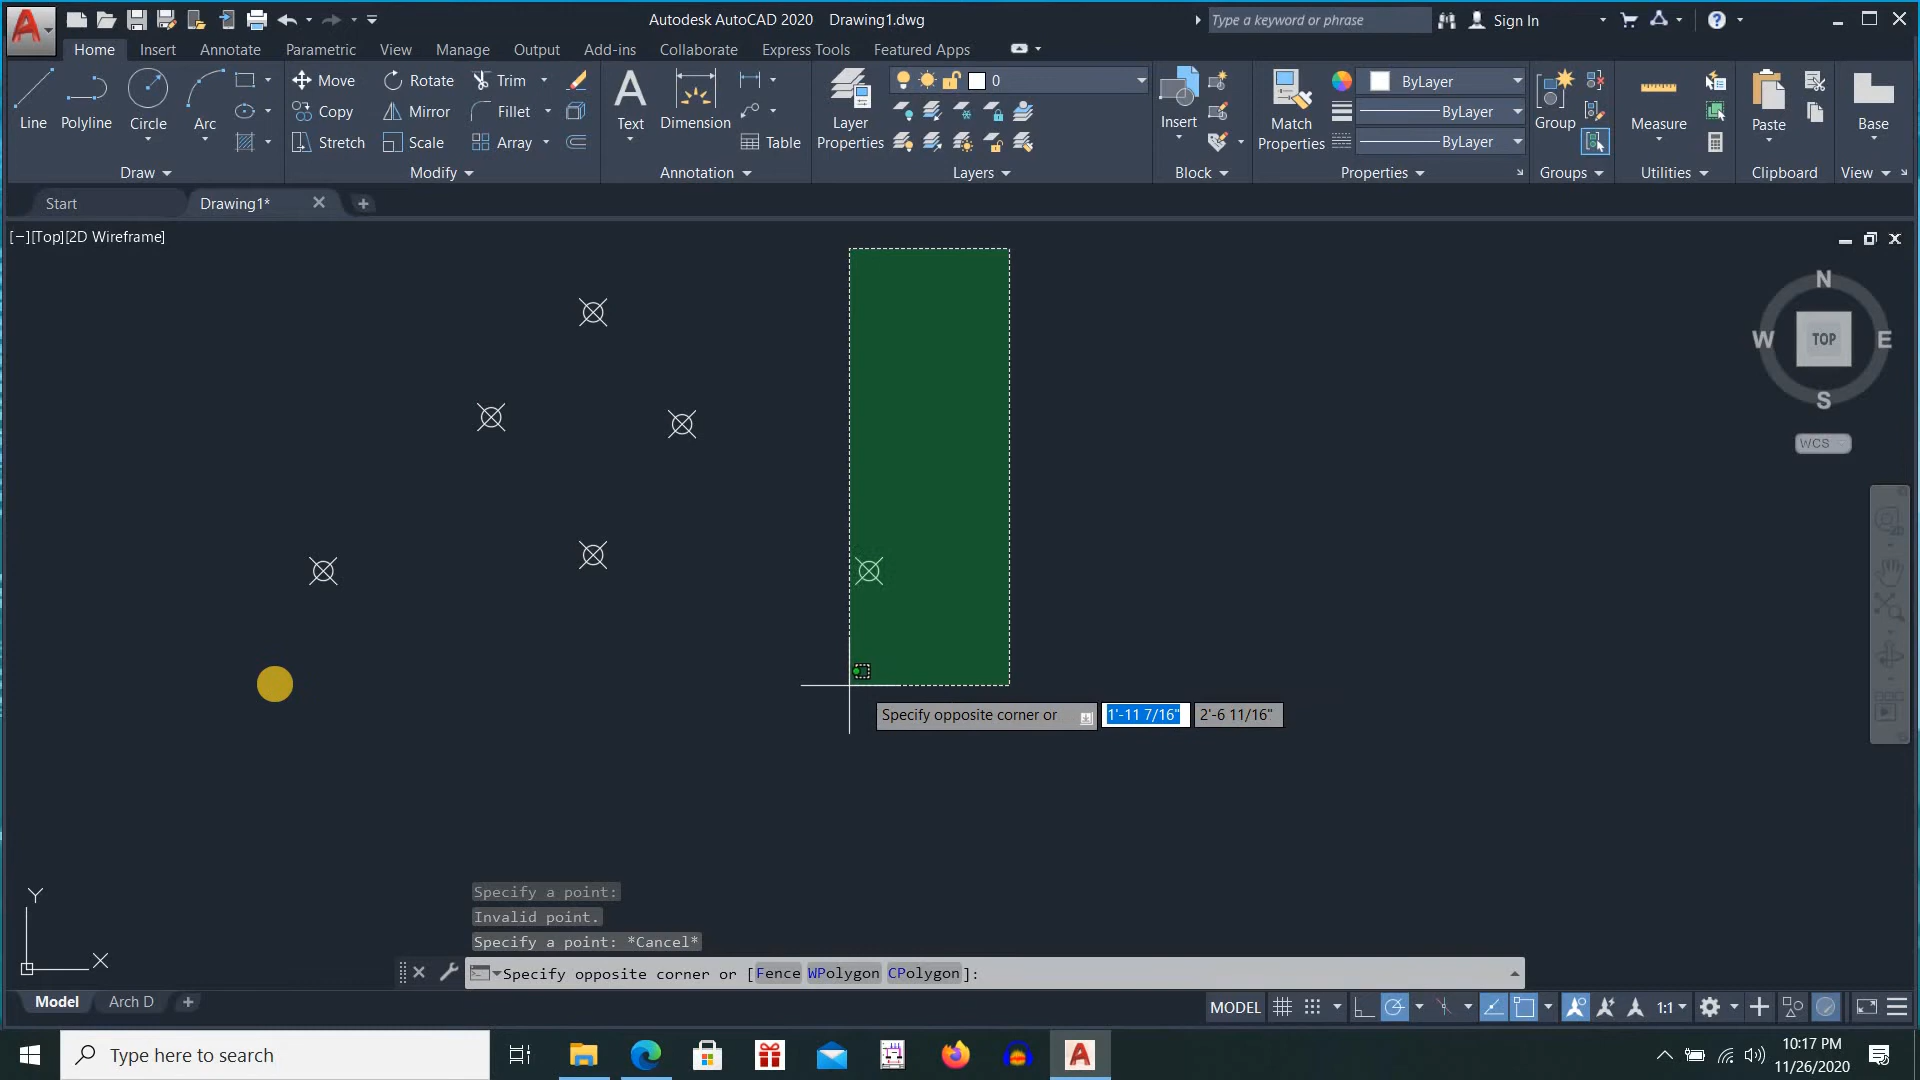 Autodesk AutoCAD 2020 Drawing1.dwg
Type a keyword or phrase
Sign In
Home Insert Annotate Parametric View Manage Output Add-ins Collaborate Express Tools Featured Apps
Line Polyline Circle Arc
Move Rotate Trim
Copy Mirror Fillet
Stretch Scale Array
Text Dimension Table
Layer Properties
0
Insert
Match Properties
ByLayer
ByLayer
ByLayer
Group
Measure
Paste
Base
Draw Modify Annotation Layers Block Properties Groups Utilities Clipboard View
Start Drawing1*
[−][Top][2D Wireframe]
N
W TOP E
S
WCS
Specify opposite corner or 1'-11 7/16" 2'-6 11/16"
Y
X
Specify a point:
Invalid point.
Specify a point: *Cancel*
Specify opposite corner or [Fence WPolygon CPolygon]:
Model Arch D
MODEL 1:1
Type here to search
10:17 PM
11/26/2020